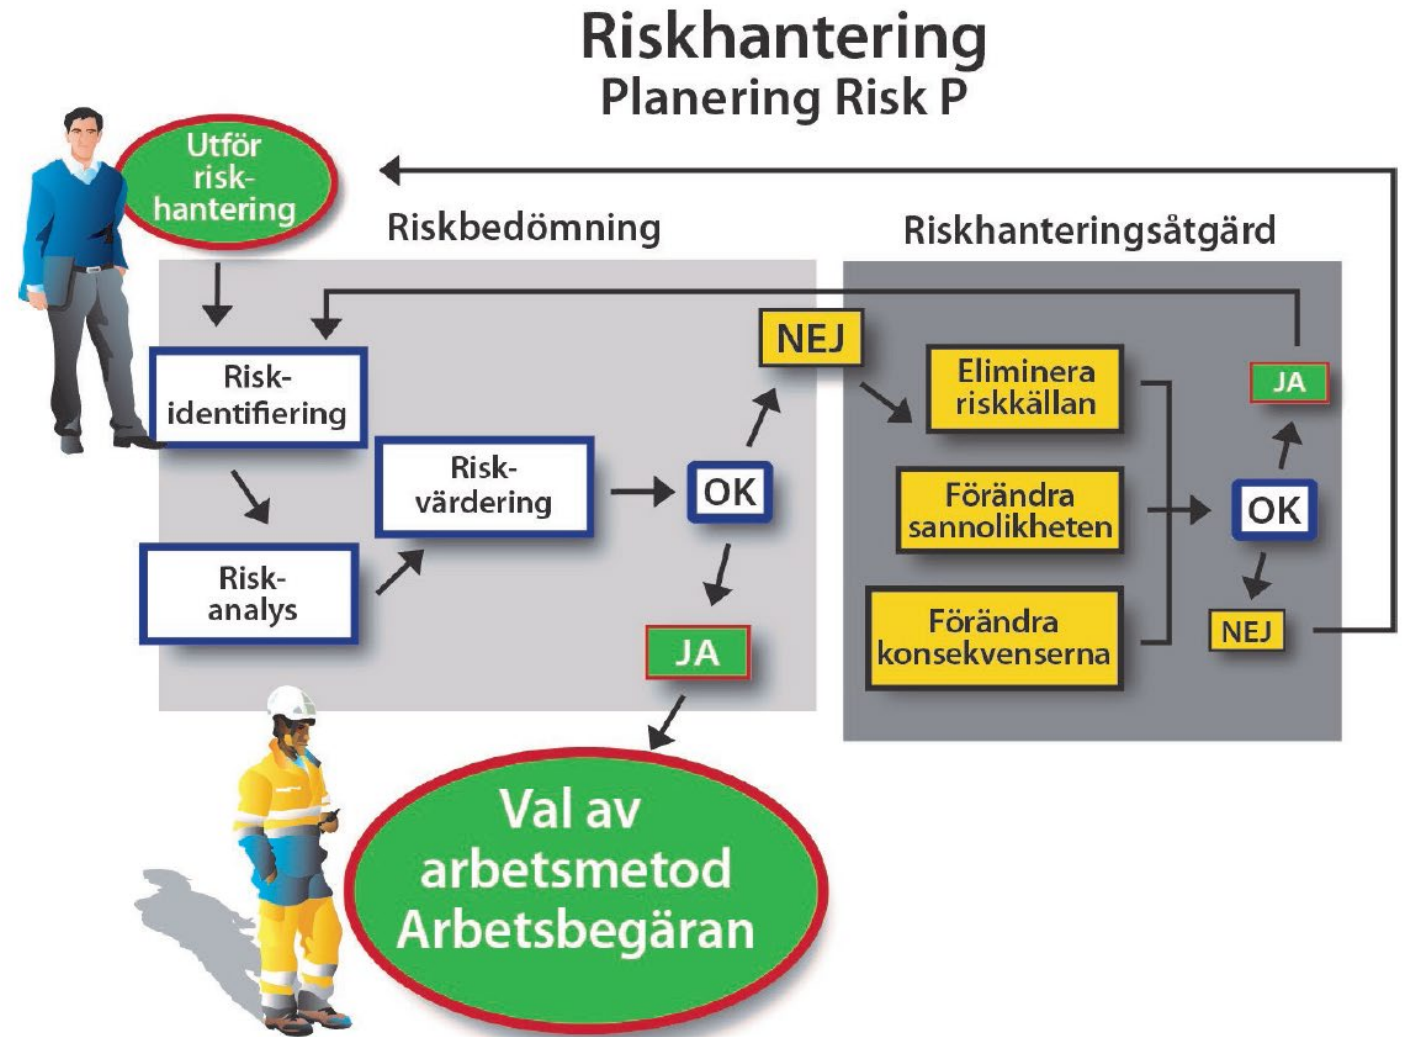 Riskhantering
Planering Risk P
Utför
risk-
hantering
Riskbedömning
Riskhanteringsåtgärd
Risk-
identifiering
Risk-
analys
Risk-
värdering
OK
NEJ
JA
Eliminera
riskkällan
Förändra
sannolikheten
Förändra
konsekvenserna
OK
JA
NEJ
Val av
arbetsmetod
Arbetsbegäran